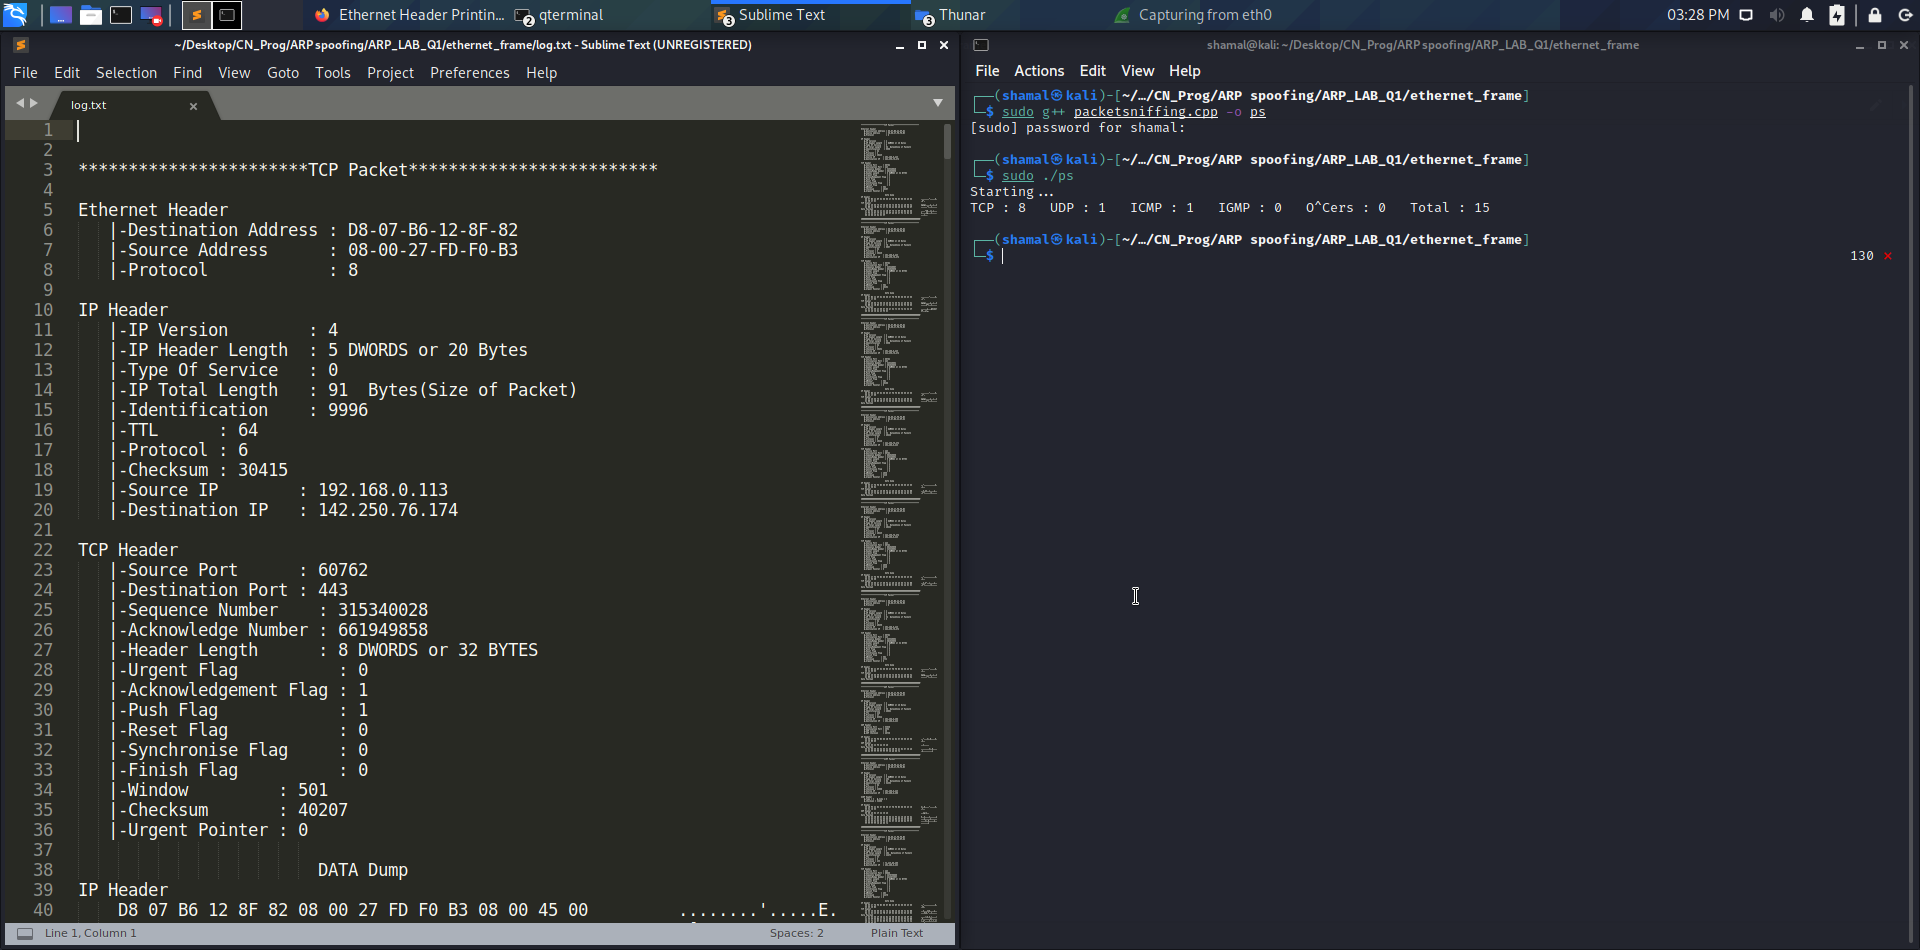 Ethernet Header Printin...
2 qterminal
3 Sublime Text
3 Thunar
Capturing from eth0
03:28 PM
~/Desktop/CN_Prog/ARP spoofing/ARP_LAB_Q1/ethernet_frame/log.txt - Sublime Text (UNREGISTERED)
File Edit Selection Find View Goto Tools Project Preferences Help
log.txt
1
2
3 ***********************TCP Packet*************************
4
5 Ethernet Header
6 |-Destination Address : D8-07-B6-12-8F-82
7 |-Source Address      : 08-00-27-FD-F0-B3
8 |-Protocol            : 8
9
10 IP Header
11 |-IP Version        : 4
12 |-IP Header Length  : 5 DWORDS or 20 Bytes
13 |-Type Of Service   : 0
14 |-IP Total Length   : 91  Bytes(Size of Packet)
15 |-Identification    : 9996
16 |-TTL      : 64
17 |-Protocol : 6
18 |-Checksum : 30415
19 |-Source IP        : 192.168.0.113
20 |-Destination IP   : 142.250.76.174
21
22 TCP Header
23 |-Source Port      : 60762
24 |-Destination Port : 443
25 |-Sequence Number    : 315340028
26 |-Acknowledge Number : 661949858
27 |-Header Length      : 8 DWORDS or 32 BYTES
28 |-Urgent Flag          : 0
29 |-Acknowledgement Flag : 1
30 |-Push Flag            : 1
31 |-Reset Flag           : 0
32 |-Synchronise Flag     : 0
33 |-Finish Flag          : 0
34 |-Window         : 501
35 |-Checksum       : 40207
36 |-Urgent Pointer : 0
37
38 DATA Dump
39 IP Header
40 D8 07 B6 12 8F 82 08 00 27 FD F0 B3 08 00 45 00         ........'.....E.
Line 1, Column 1
Spaces: 2
Plain Text
shamal@kali: ~/Desktop/CN_Prog/ARP spoofing/ARP_LAB_Q1/ethernet_frame
File Actions Edit View Help
┌──(shamal㉿kali)-[~/…/CN_Prog/ARP spoofing/ARP_LAB_Q1/ethernet_frame]
└─$ sudo g++ packetsniffing.cpp -o ps
[sudo] password for shamal:
┌──(shamal㉿kali)-[~/…/CN_Prog/ARP spoofing/ARP_LAB_Q1/ethernet_frame]
└─$ sudo ./ps
Starting...
TCP : 8   UDP : 1   ICMP : 1   IGMP : 0   O^Cers : 0   Total : 15
┌──(shamal㉿kali)-[~/…/CN_Prog/ARP spoofing/ARP_LAB_Q1/ethernet_frame]
└─$
130 ⨯